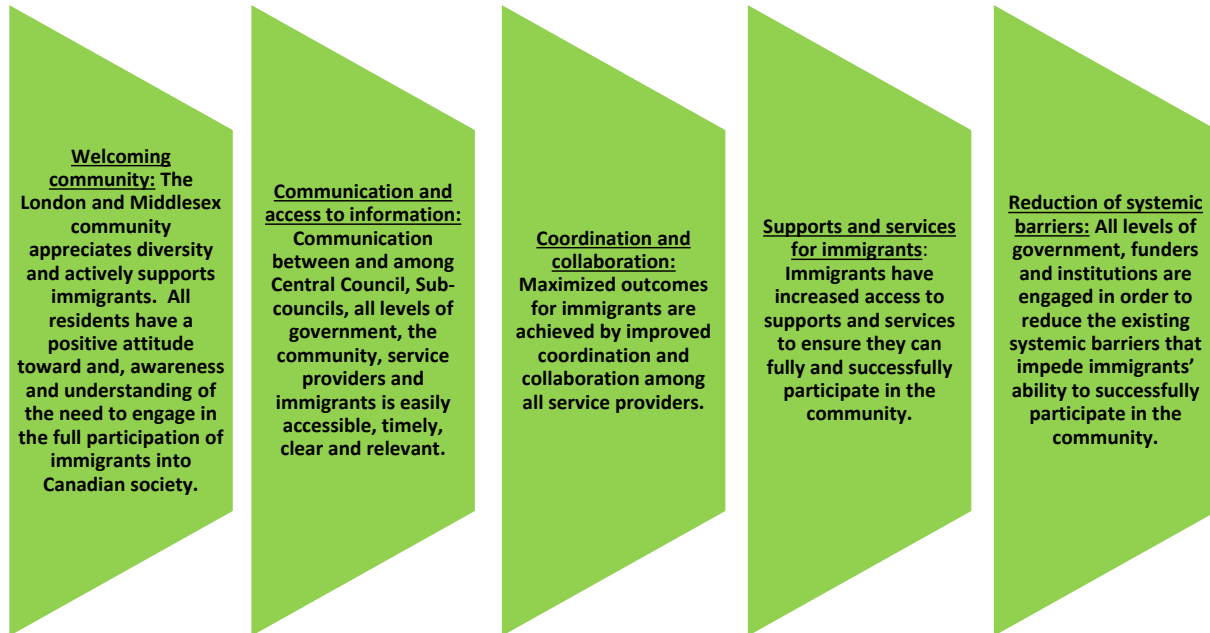 Welcoming
community: The
London and Middlesex
community
appreciates diversity
and actively supports
immigrants.  All
residents have a
positive attitude
toward and, awareness
and understanding of
the need to engage in
the full participation of
immigrants into
Canadian society.
Communication and
access to information:
Communication
between and among
Central Council, Sub-
councils, all levels of
government, the
community, service
providers and
immigrants is easily
accessible, timely,
clear and relevant.
Coordination and
collaboration:
Maximized outcomes
for immigrants are
achieved by improved
coordination and
collaboration among
all service providers.
Supports and services
for immigrants:
Immigrants have
increased access to
supports and services
to ensure they can
fully and successfully
participate in the
community.
Reduction of systemic
barriers: All levels of
government, funders
and institutions are
engaged in order to
reduce the existing
systemic barriers that
impede immigrants’
ability to successfully
participate in the
community.